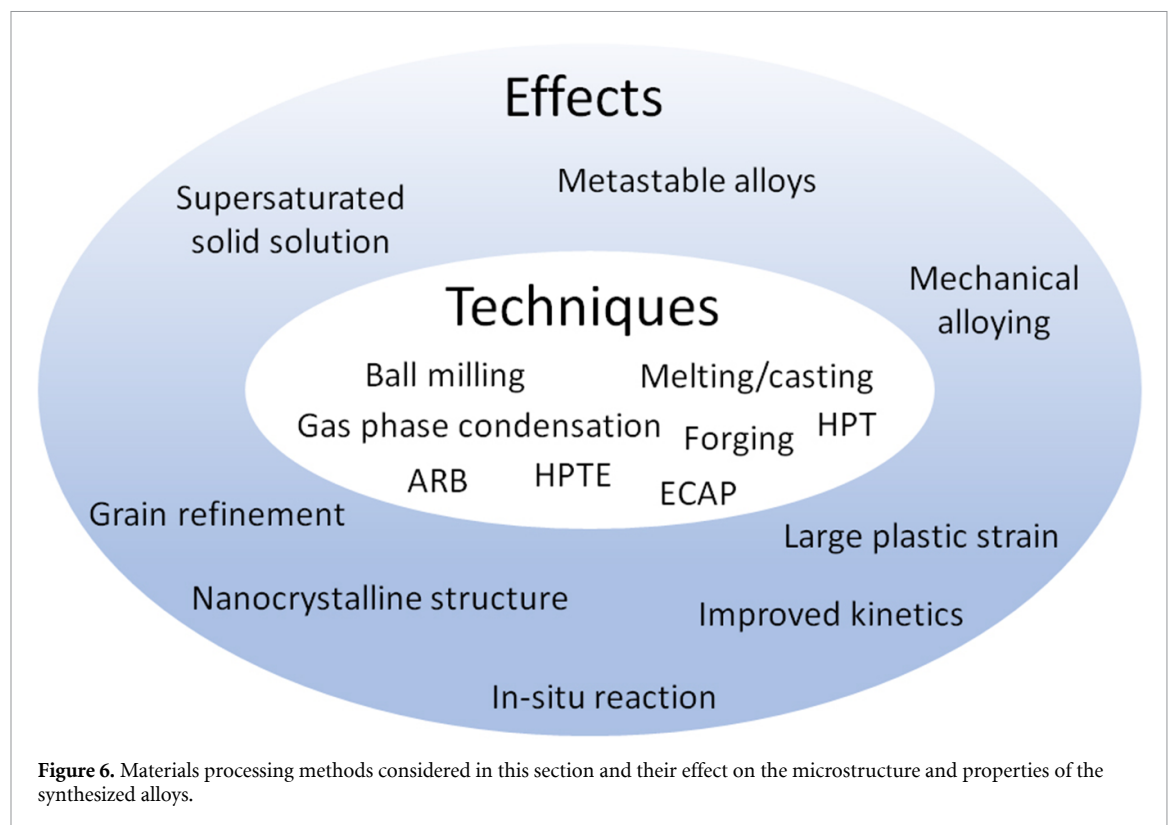 Effects
Metastable alloys
Supersaturated
solid solution
Mechanical
alloying
Techniques
Ball milling
Melting/casting
Gas phase condensation
Forging
HPT
ARB
HPTE
ECAP
Grain refinement
Large plastic strain
Nanocrystalline structure
Improved kinetics
In-situ reaction
Figure 6. Materials processing methods considered in this section and their effect on the microstructure and properties of the
synthesized alloys.